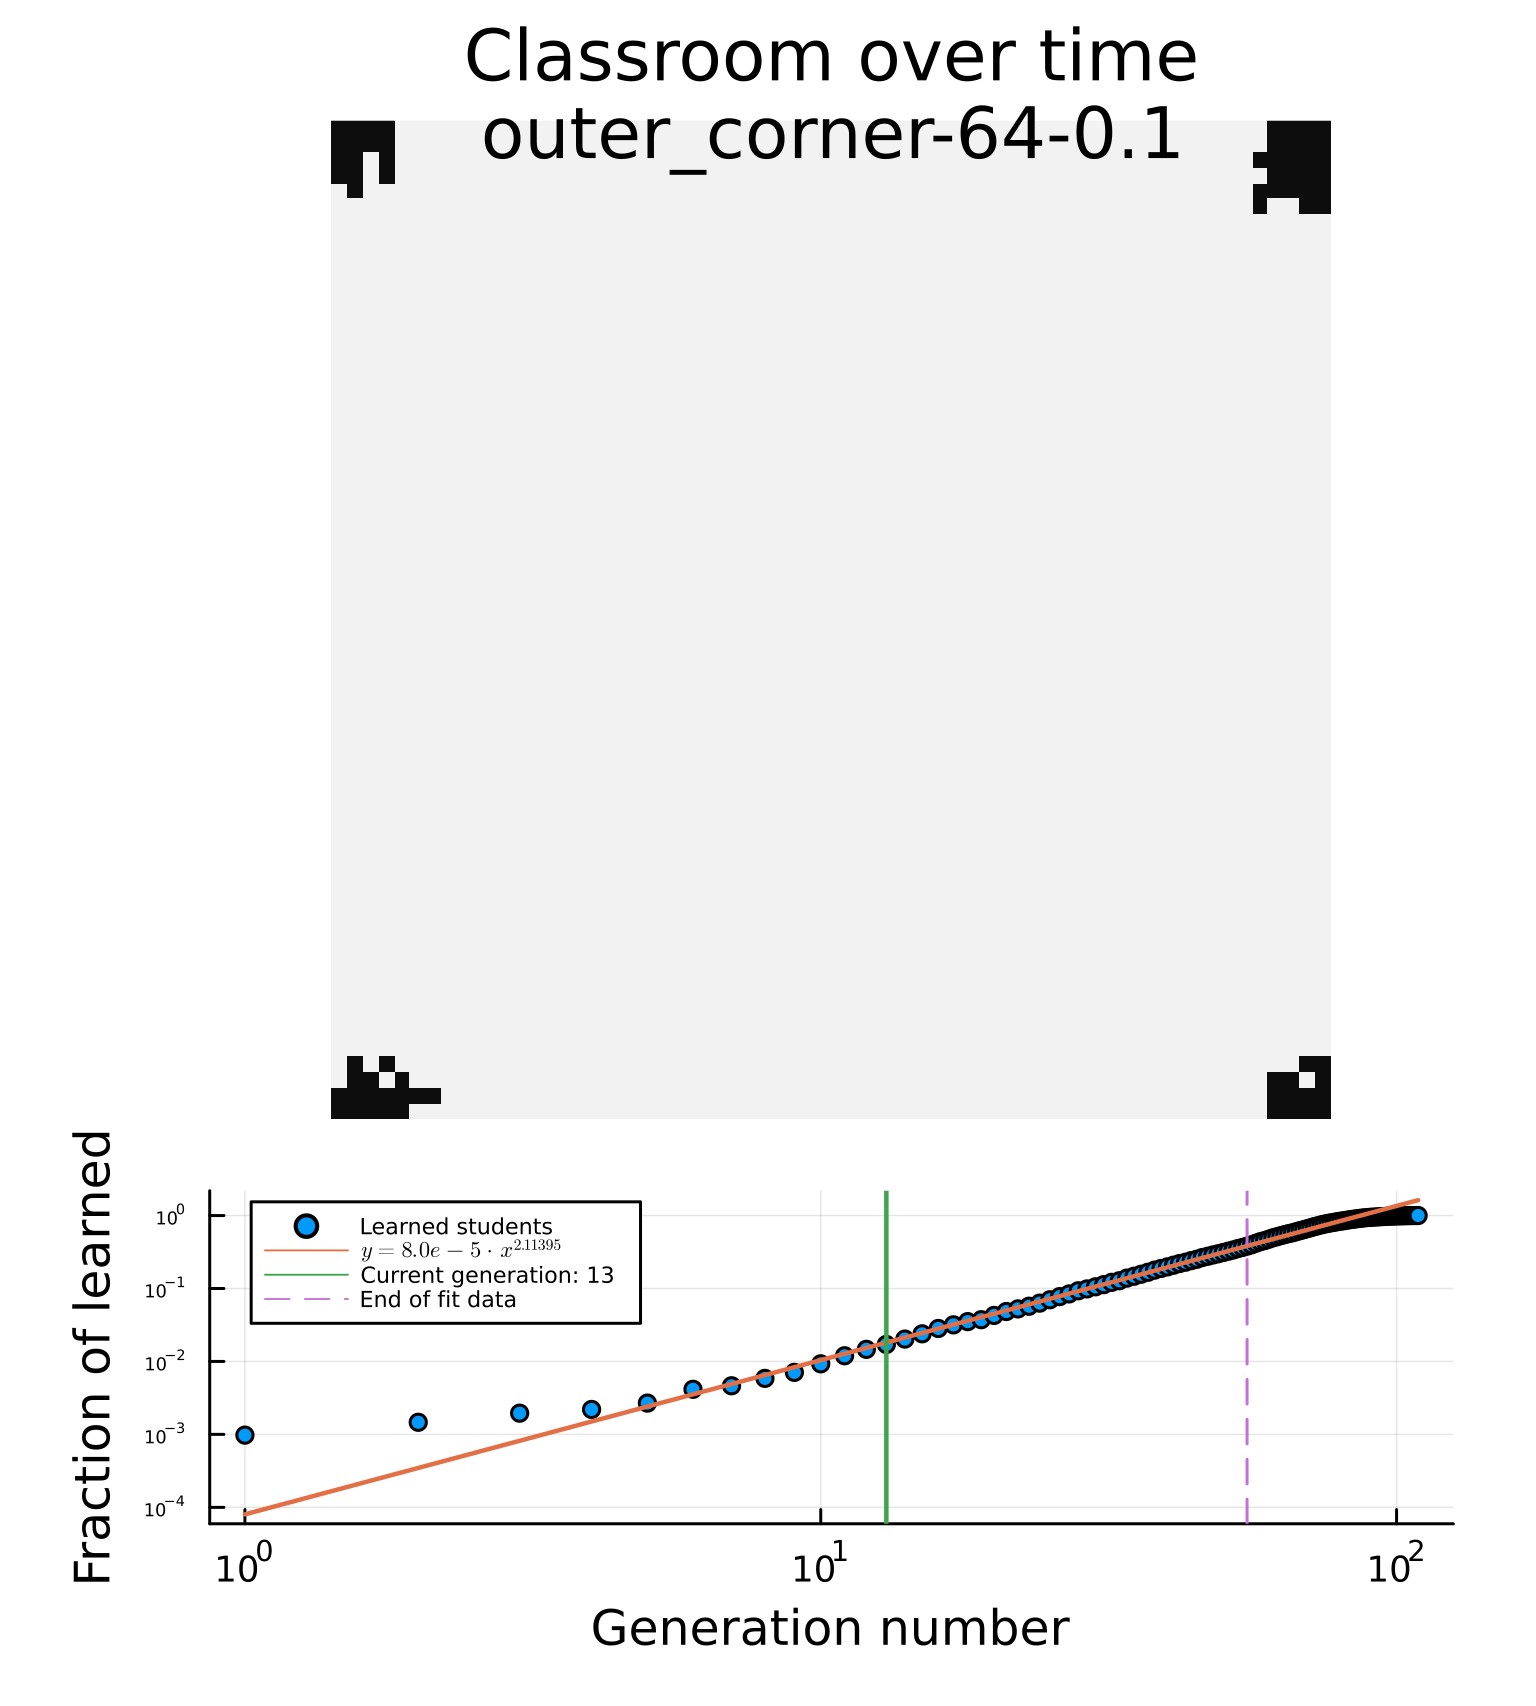 Classroom over time
outer_corner-64-0.1
Fraction of learned
10^0
10^−1
10^−2
10^−3
10^−4
Learned students
y = 8.0e − 5 · x^2.11395
Current generation: 13
End of fit data
10^0 10^1 10^2
Generation number